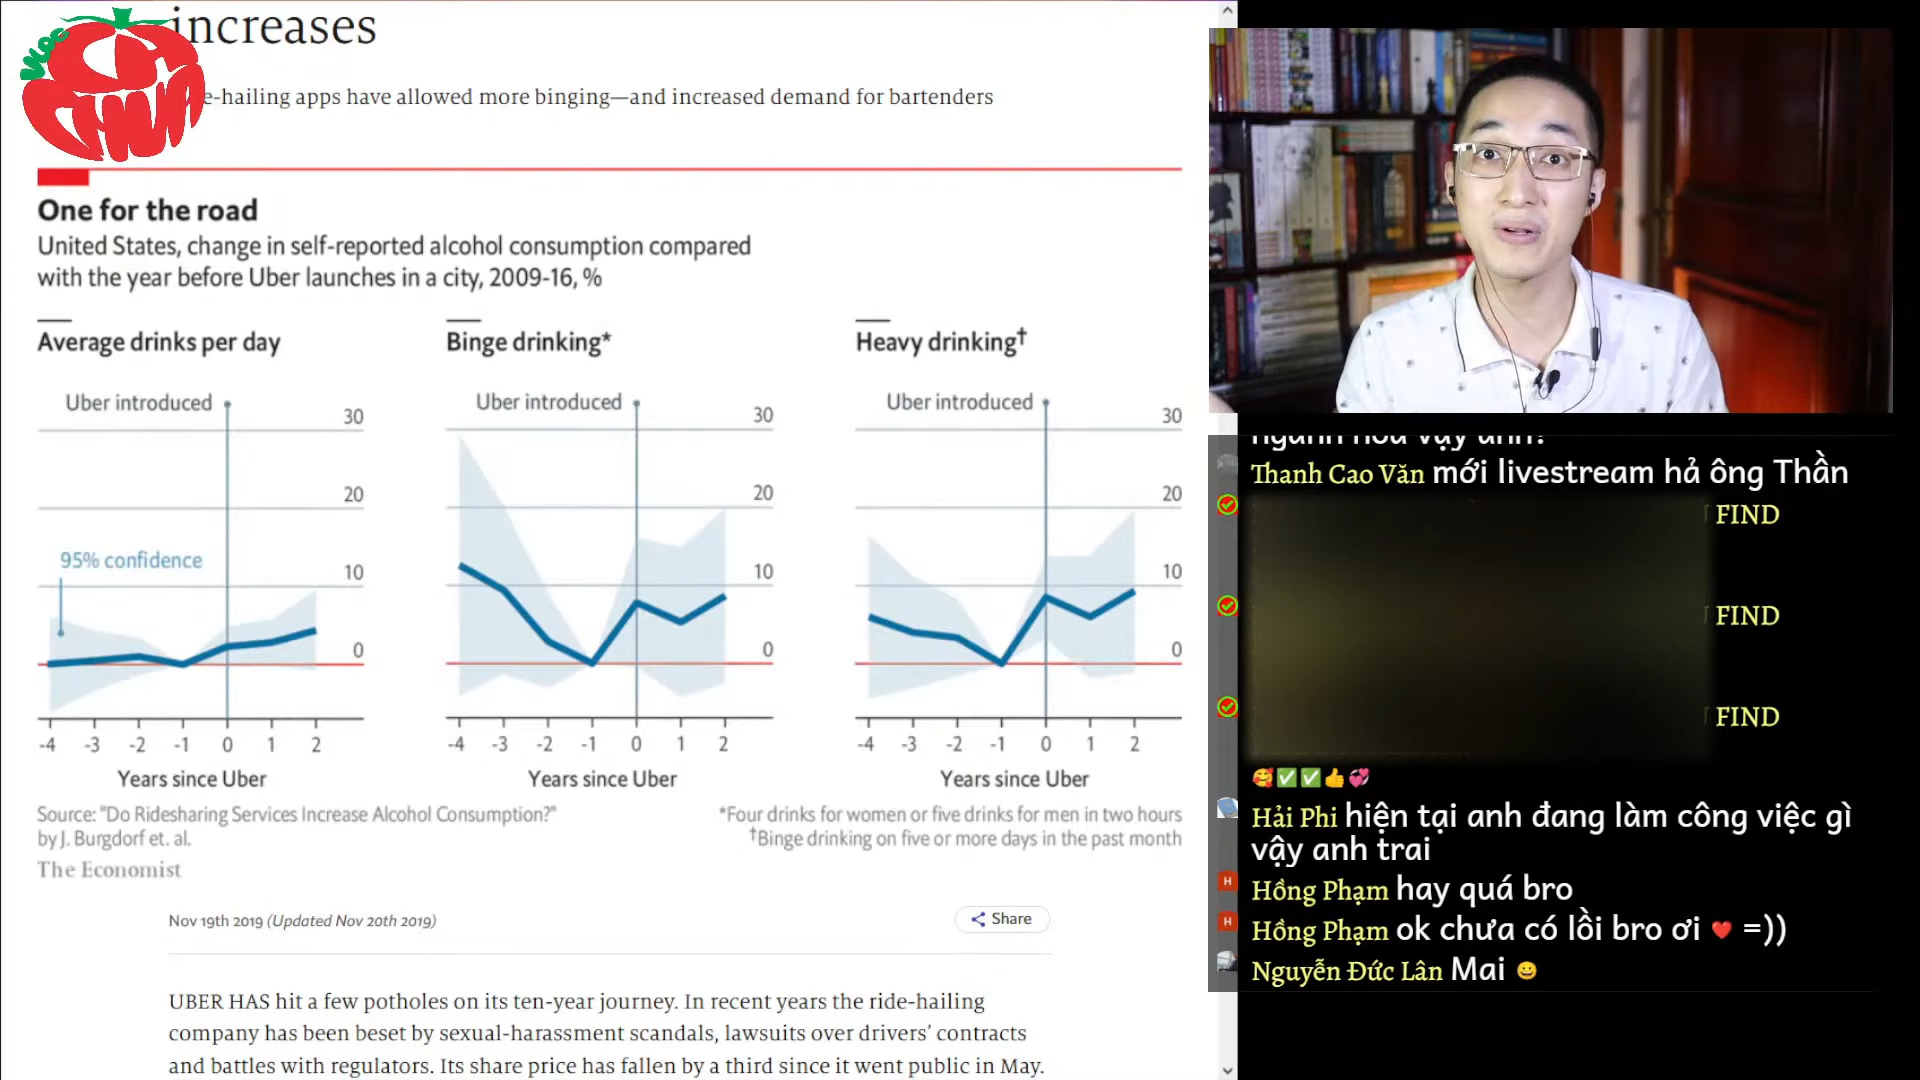 VLOG
CÀ CHUA
increases
e-hailing apps have allowed more binging—and increased demand for bartenders
One for the road
United States, change in self-reported alcohol consumption compared
with the year before Uber launches in a city, 2009-16, %
Average drinks per day
Uber introduced
30
20
95% confidence
10
0
-4 -3 -2 -1 0 1 2
Years since Uber
Binge drinking*
Uber introduced
30
20
10
0
-4 -3 -2 -1 0 1 2
Years since Uber
Heavy drinking†
Uber introduced
30
20
10
0
-4 -3 -2 -1 0 1 2
Years since Uber
Source: "Do Ridesharing Services Increase Alcohol Consumption?"
by J. Burgdorf et. al.
*Four drinks for women or five drinks for men in two hours
†Binge drinking on five or more days in the past month
The Economist
Nov 19th 2019 (Updated Nov 20th 2019)
Share
UBER HAS hit a few potholes on its ten-year journey. In recent years the ride-hailing
company has been beset by sexual-harassment scandals, lawsuits over drivers’ contracts
and battles with regulators. Its share price has fallen by a third since it went public in May.
Thanh Cao Văn mới livestream hả ông Thần
FIND
FIND
FIND
🥰✅✅👍💞
Hải Phi hiện tại anh đang làm công việc gì
vậy anh trai
H
Hồng Phạm hay quá bro
H
Hồng Phạm ok chưa có lồi bro ơi ❤️ =))
Nguyễn Đức Lân Mai 😀